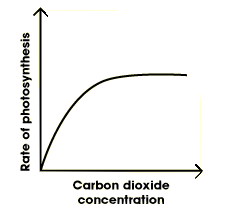 Rate of photosynthesis
Carbon dioxide
concentration